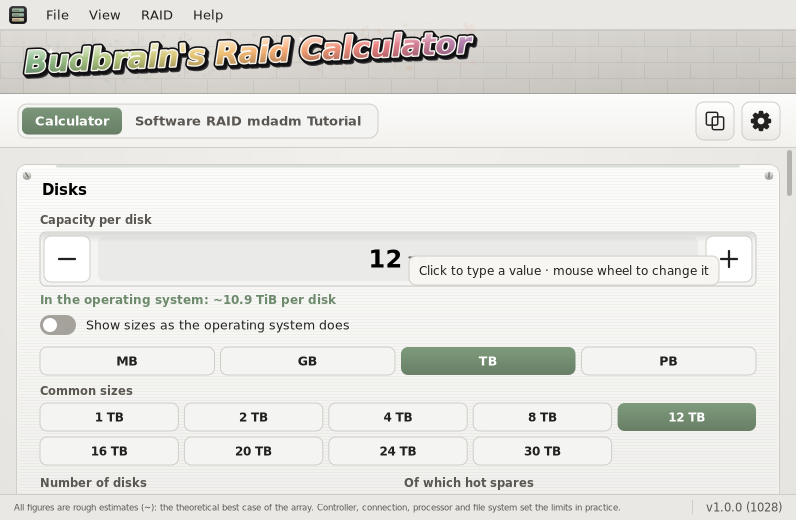 File View RAID Help
Budbrain's Raid Calculator
Calculator Software RAID mdadm Tutorial
Disks
Capacity per disk
12
Click to type a value · mouse wheel to change it
In the operating system: ~10.9 TiB per disk
Show sizes as the operating system does
MB GB TB PB
Common sizes
1 TB 2 TB 4 TB 8 TB 12 TB
16 TB 20 TB 24 TB 30 TB
Number of disks Of which hot spares
All figures are rough estimates (~): the theoretical best case of the array. Controller, connection, processor and file system set the limits in practice. v1.0.0 (1028)